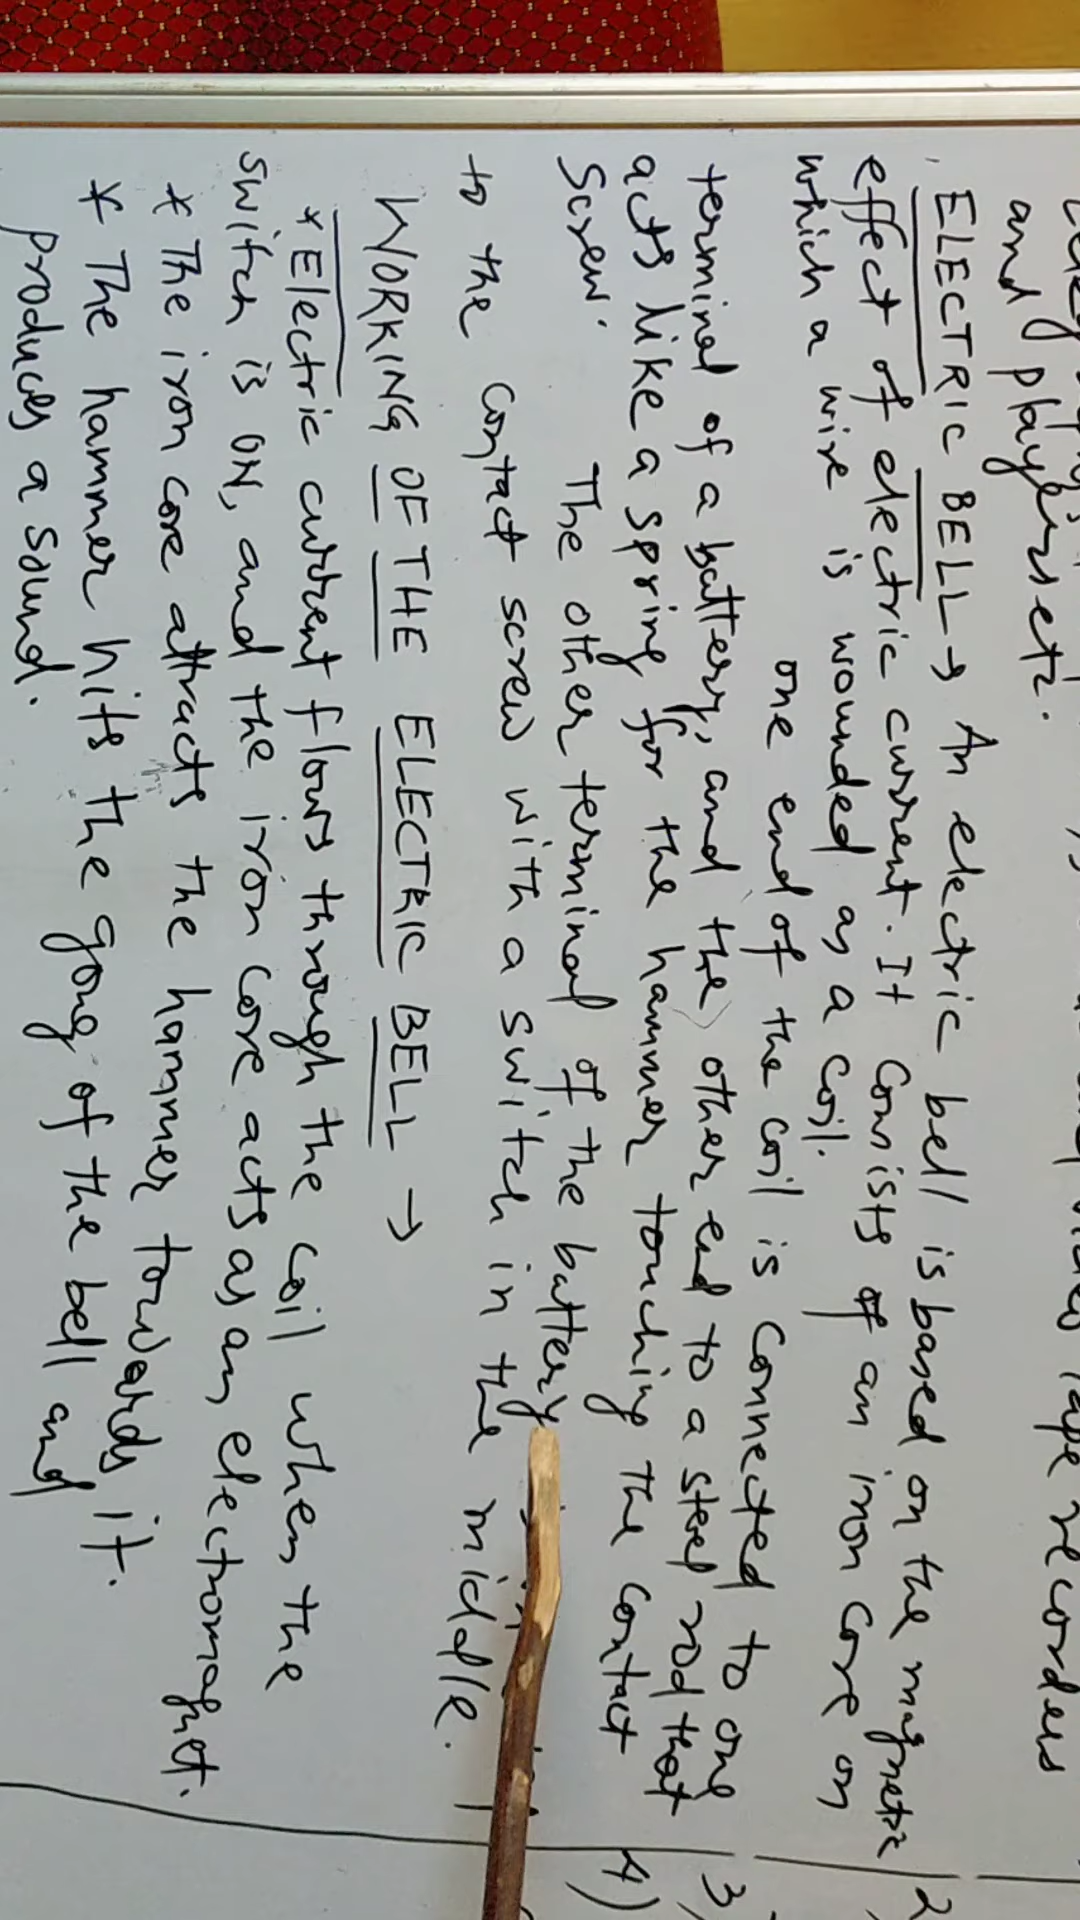 and players etc.
ELECTRIC BELL → An electric bell is based on the magnetic
effect of electric current. It consists of an iron core on
which a wire is wounded as a coil.
one end of the coil is connected to one
terminal of a battery, and the other end to a steel rod that
acts like a spring for the hammer touching the contact
screw.
The other terminal of the battery
to the contact screw with a switch in the middle.
WORKING OF THE ELECTRIC BELL →
* Electric current flows through the coil when the
switch is ON, and the iron core acts as an electromagnet.
* The iron core attracts the hammer towards it.
* The hammer hits the gong of the bell and
produces a sound.
2
3)
4)